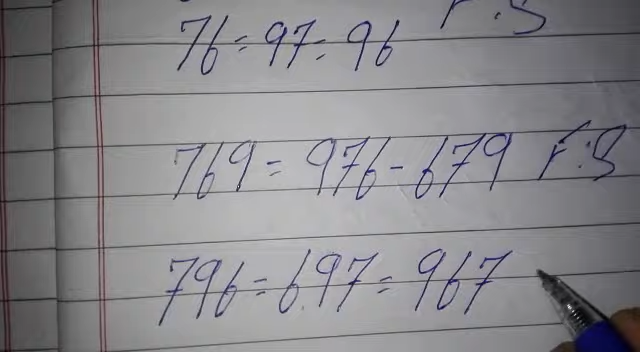 76 = 97 = 96 F.S
769 = 976 - 679 F.S
796 = 697 = 967